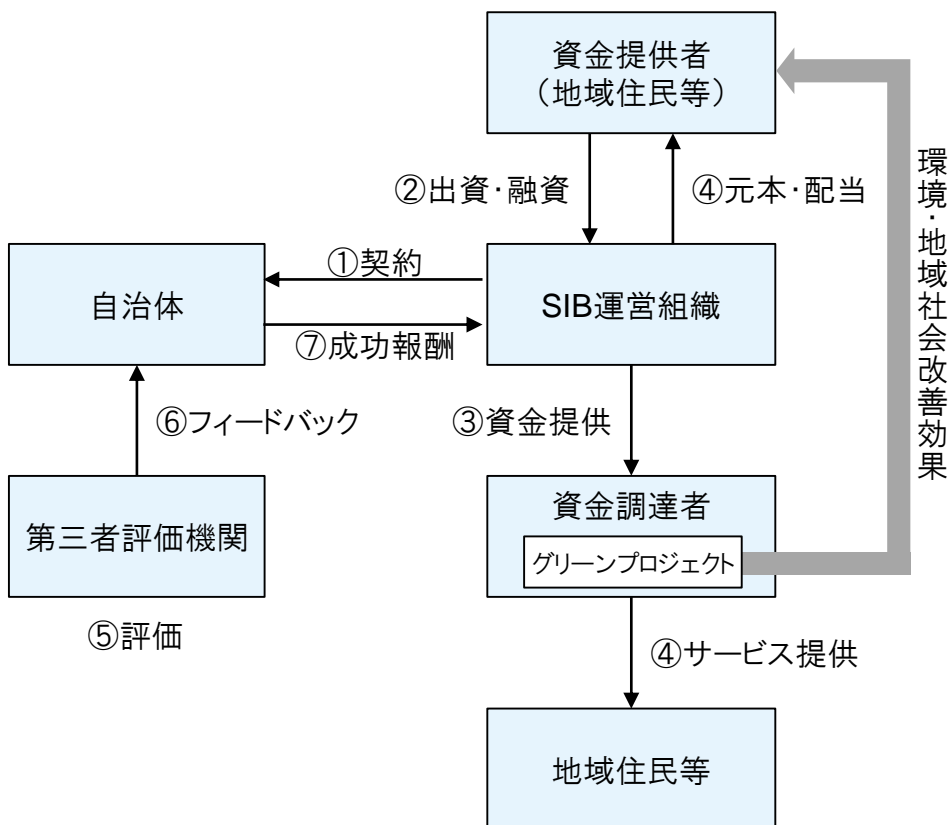 資金提供者
（地域住民等）
②出資･融資
④元本･配当
環境･地域社会改善効果
①契約
自治体
SIB運営組織
⑦成功報酬
⑥フィードバック
③資金提供
第三者評価機関
資金調達者
グリーンプロジェクト
⑤評価
④サービス提供
地域住民等